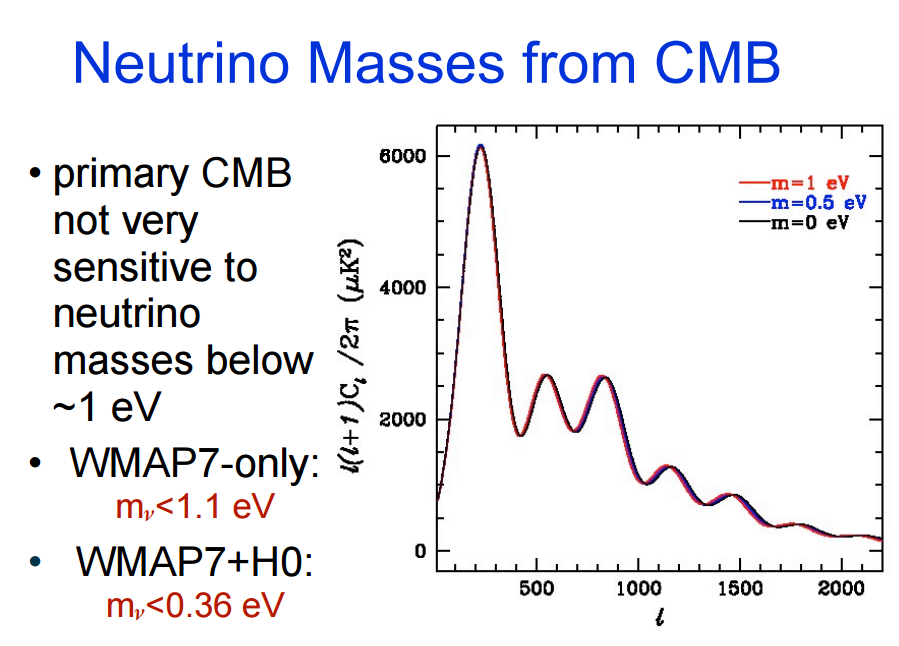 Neutrino Masses from CMB
• primary CMB
not very
sensitive to
neutrino
masses below
~1 eV
• WMAP7-only:
mν<1.1 eV
• WMAP7+H0:
mν<0.36 eV
l(l+1)Cl /2π (μK²)
6000
4000
2000
0
m=1 eV
m=0.5 eV
m=0 eV
500
1000
1500
2000
l